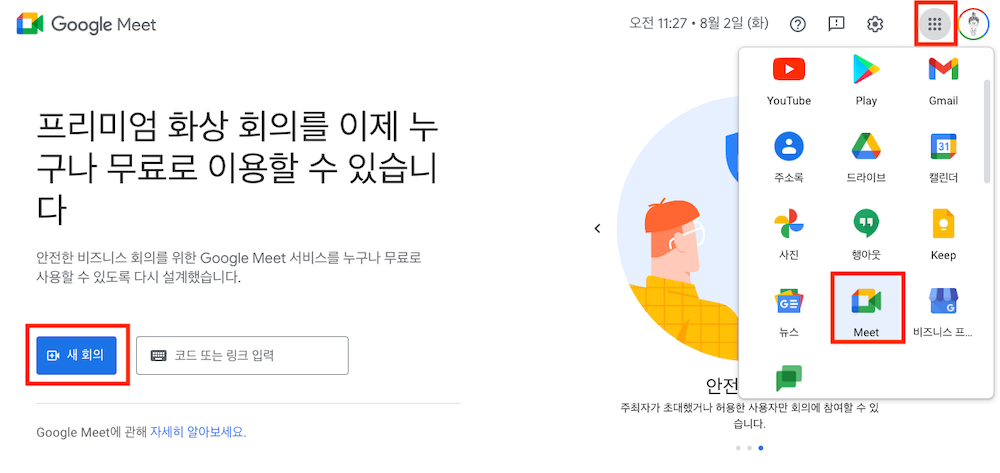 Google Meet
오전 11:27 • 8월 2일 (화)
프리미엄 화상 회의를 이제 누
구나 무료로 이용할 수 있습니
다
안전한 비즈니스 회의를 위한 Google Meet 서비스를 누구나 무료로
사용할 수 있도록 다시 설계했습니다.
새 회의
코드 또는 링크 입력
Google Meet에 관해 자세히 알아보세요.
YouTube Play Gmail
주소록 드라이브 캘린더
31
사진 행아웃 Keep
뉴스 Meet 비즈니스 프...
안전
주최자가 초대했거나 허용한 사용자만 회의에 참여할 수 있
습니다.